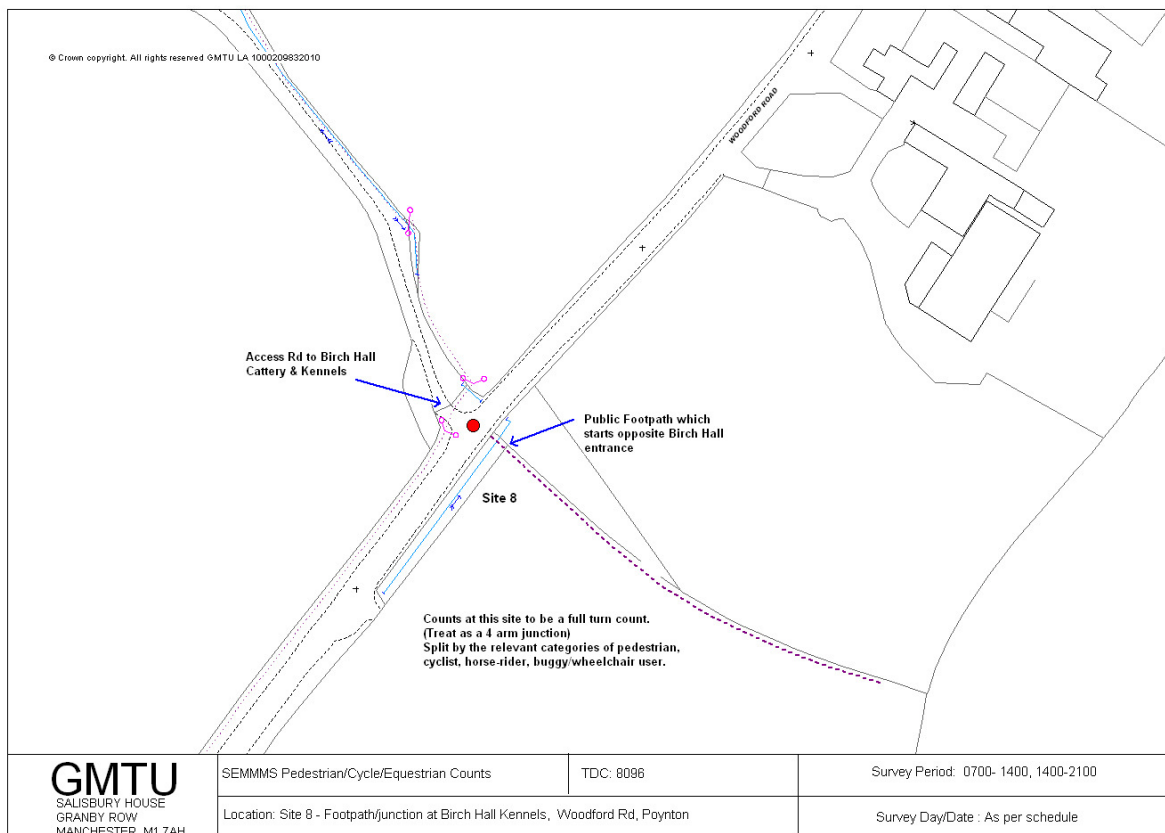 © Crown copyright. All rights reserved GMTU LA 1000209832010
WOODFORD ROAD
Access Rd to Birch Hall
Cattery & Kennels
Public Footpath which
starts opposite Birch Hall
entrance
Site 8
Counts at this site to be a full turn count.
(Treat as a 4 arm junction)
Split by the relevant categories of pedestrian,
cyclist, horse-rider, buggy/wheelchair user.
GMTU
SALISBURY HOUSE
GRANBY ROW
MANCHESTER M1 7AH
SEMMMS Pedestrian/Cycle/Equestrian Counts
TDC: 8096
Survey Period: 0700- 1400, 1400-2100
Location: Site 8 - Footpath/junction at Birch Hall Kennels, Woodford Rd, Poynton
Survey Day/Date : As per schedule